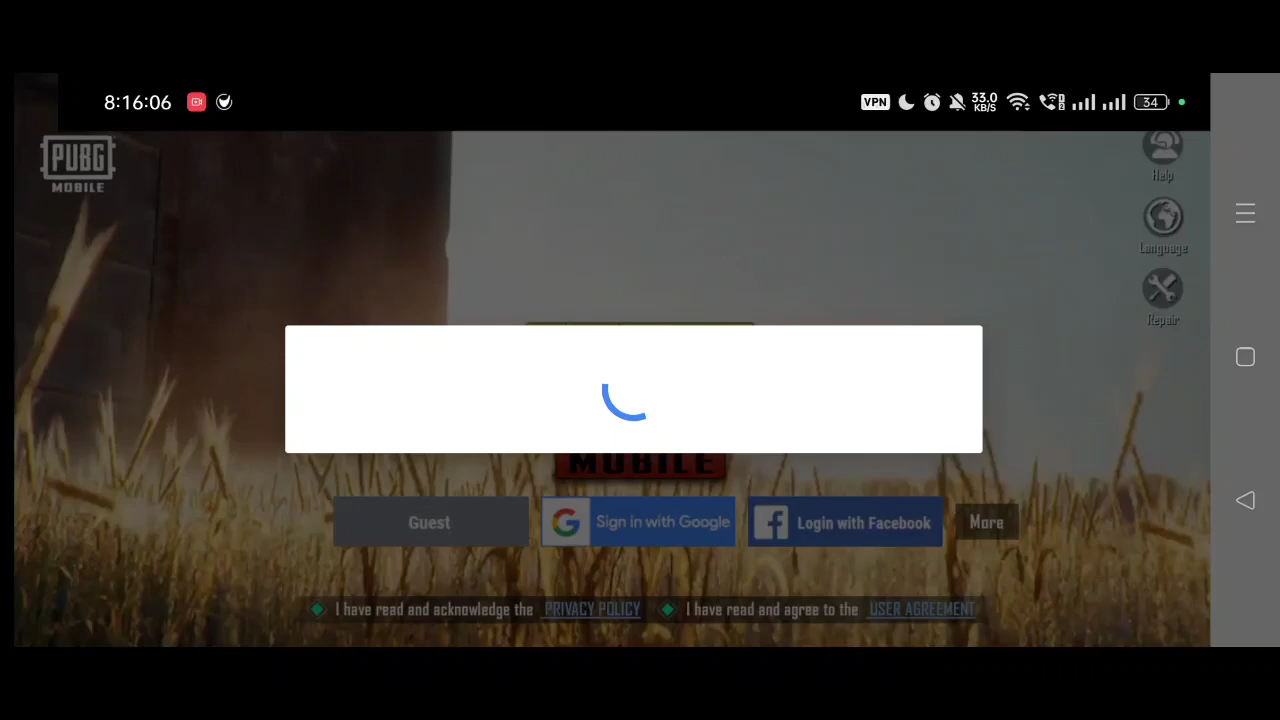 8:16:06
VPN 33.0 KB/S 34
PUBG
MOBILE
Help
Language
Repair
MOBILE
Guest
Sign in with Google
Login with Facebook
More
I have read and acknowledge the PRIVACY POLICY
I have read and agree to the USER AGREEMENT